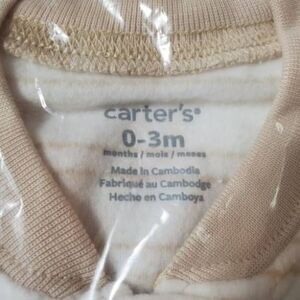 carter's®
0-3m
months / mois / meses
Made in Cambodia
Fabriqué au Cambodge
Hecho en Camboya